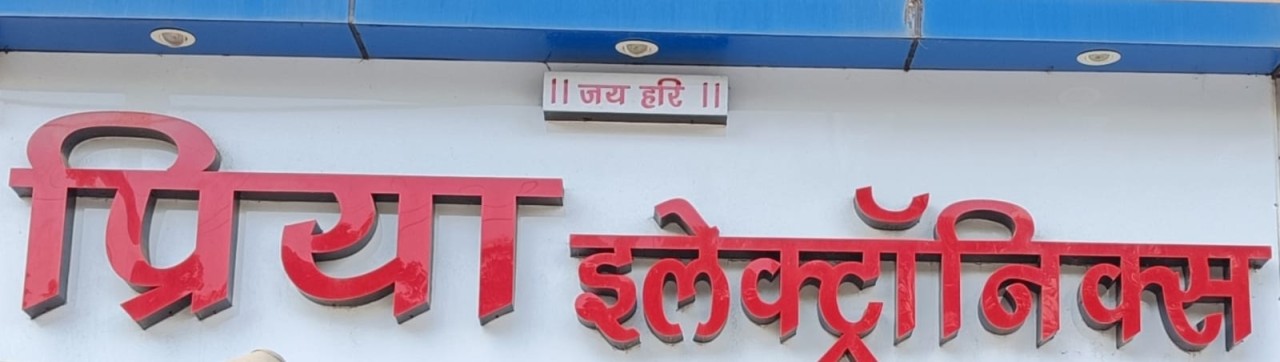 || जय हरि ||
प्रिया इलेक्ट्रॉनिक्स